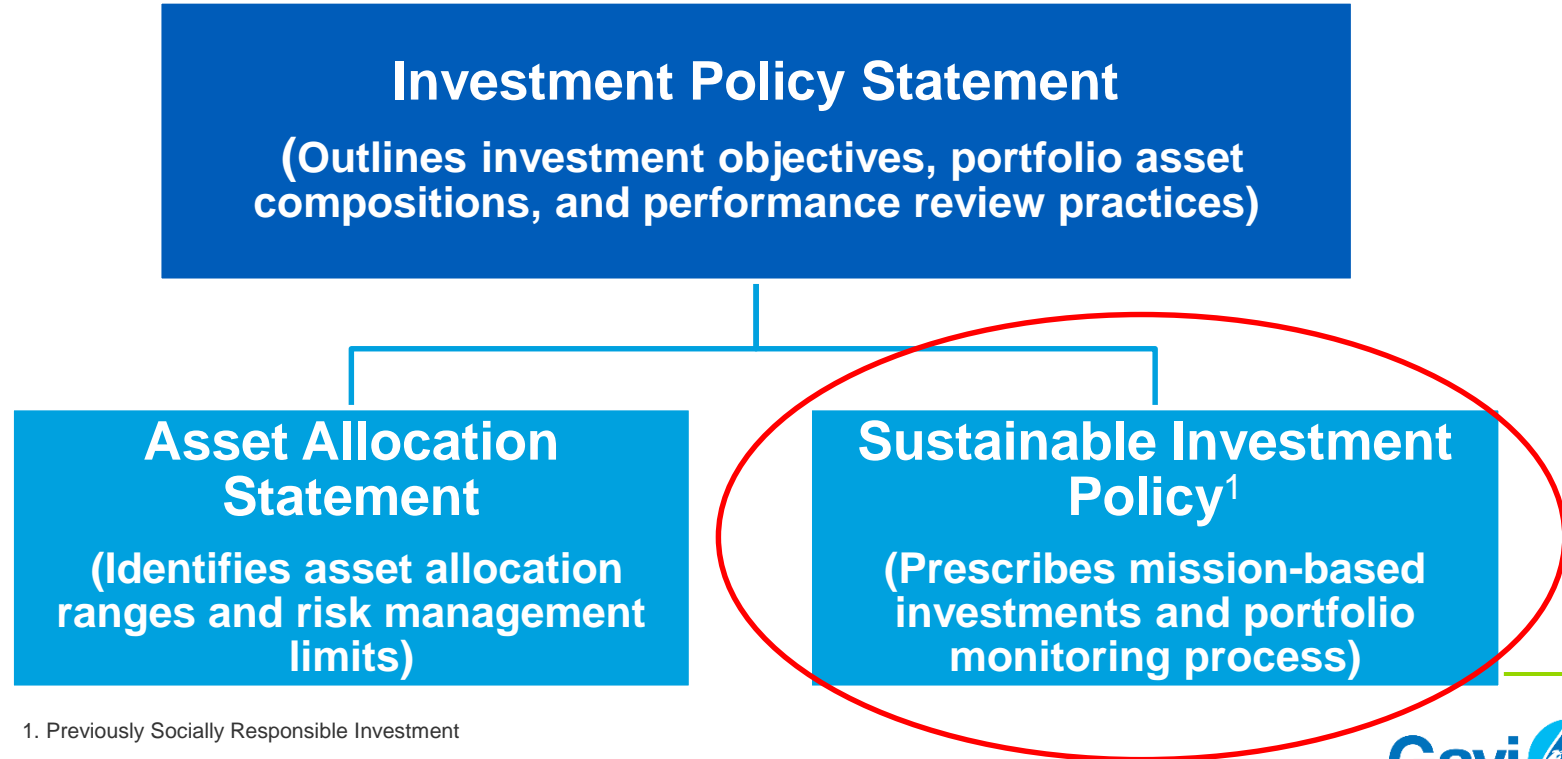 Investment Policy Statement
(Outlines investment objectives, portfolio asset
compositions, and performance review practices)
Asset Allocation
Statement
(Identifies asset allocation
ranges and risk management
limits)
Sustainable Investment
Policy1
(Prescribes mission-based
investments and portfolio
monitoring process)
1. Previously Socially Responsible Investment
Gavi